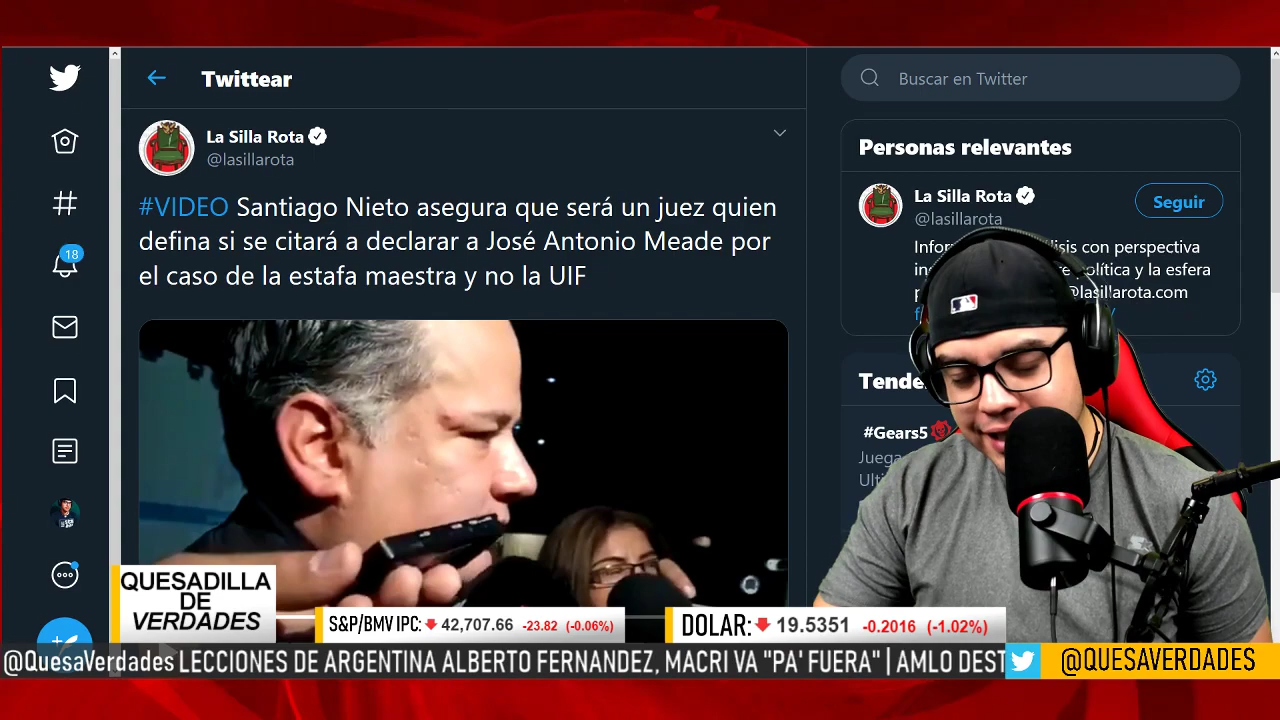 Twittear
Buscar en Twitter
La Silla Rota
@lasillarota
#VIDEO Santiago Nieto asegura que será un juez quien
defina si se citará a declarar a José Antonio Meade por
el caso de la estafa maestra y no la UIF
18
Personas relevantes
La Silla Rota
@lasillarota
Seguir
perspectiva
política y la esfera
@lasillarota.com
#Gears5
QUESADILLA
DE
VERDADES
S&P/BMV IPC: 42,707.66 -23.82 (-0.06%)
DOLAR: 19.5351 -0.2016 (-1.02%)
@QuesaVerdades LECCIONES DE ARGENTINA ALBERTO FERNANDEZ, MACRI VA "PA' FUERA" | AMLO DEST
@QUESAVERDADES